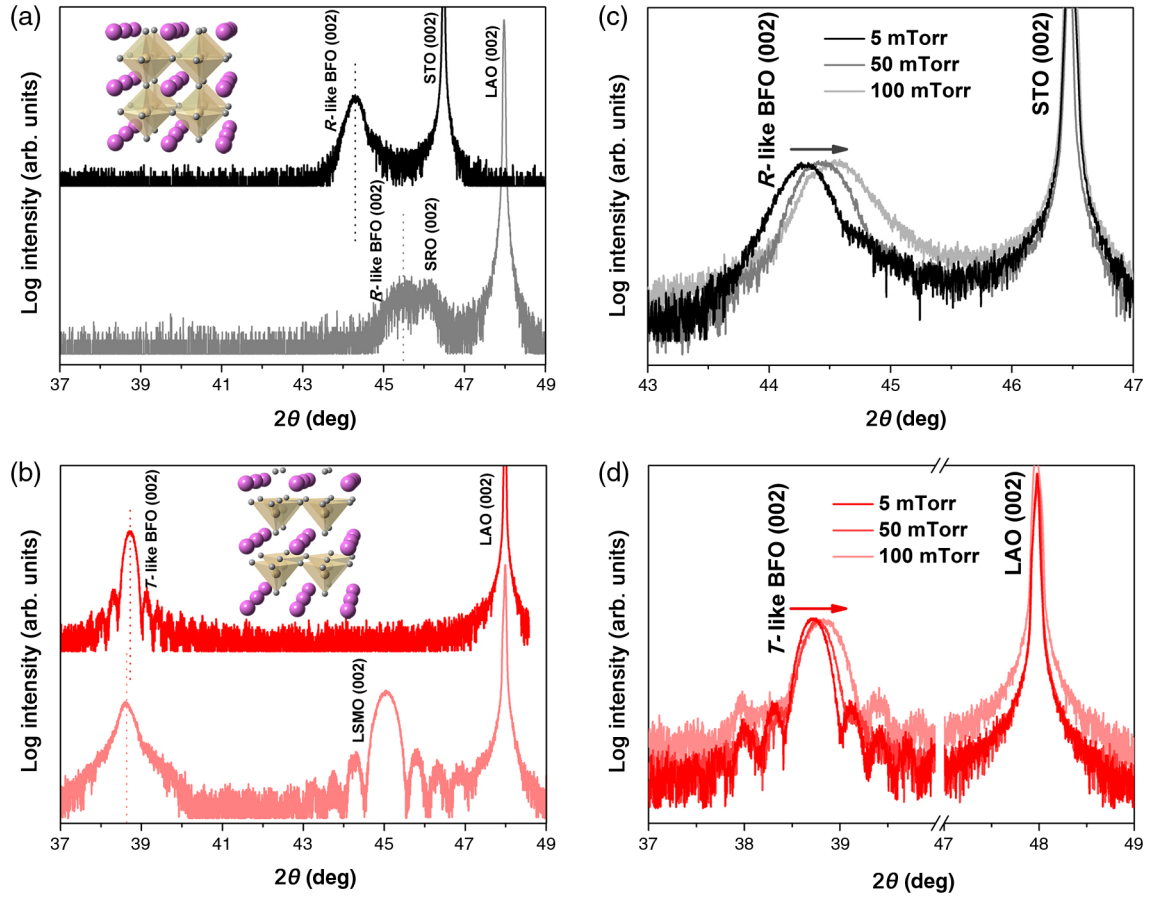 (a)
Log intensity (arb. units)
R-like BFO (002)
STO (002)
LAO (002)
R-like BFO (002)
SRO (002)
37 39 41 43 45 47 49
2θ (deg)
(c)
Log intensity (arb. units)
R-like BFO (002)
5 mTorr
50 mTorr
100 mTorr
STO (002)
43 44 45 46 47
2θ (deg)
(b)
Log intensity (arb. units)
T-like BFO (002)
LAO (002)
LSMO (002)
37 39 41 43 45 47 49
2θ (deg)
(d)
Log intensity (arb. units)
T-like BFO (002)
5 mTorr
50 mTorr
100 mTorr
LAO (002)
37 38 39 47 48 49
2θ (deg)